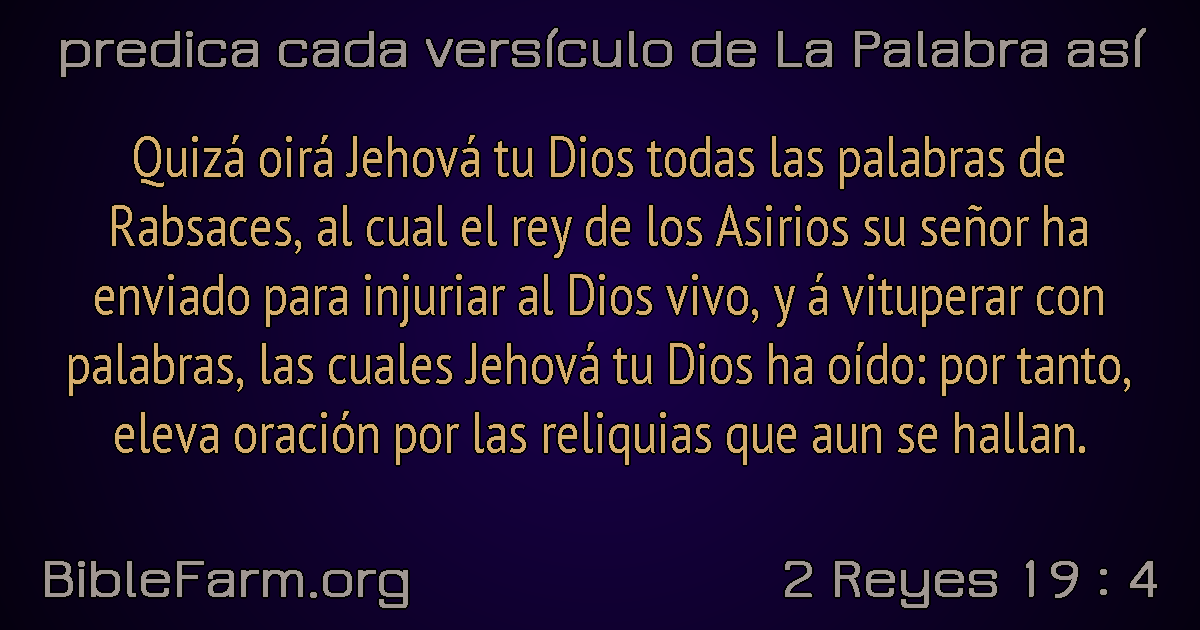 predica cada versículo de La Palabra así
Quizá oirá Jehová tu Dios todas las palabras de
Rabsaces, al cual el rey de los Asirios su señor ha
enviado para injuriar al Dios vivo, y á vituperar con
palabras, las cuales Jehová tu Dios ha oído: por tanto,
eleva oración por las reliquias que aun se hallan.
BibleFarm.org
2 Reyes 19 : 4